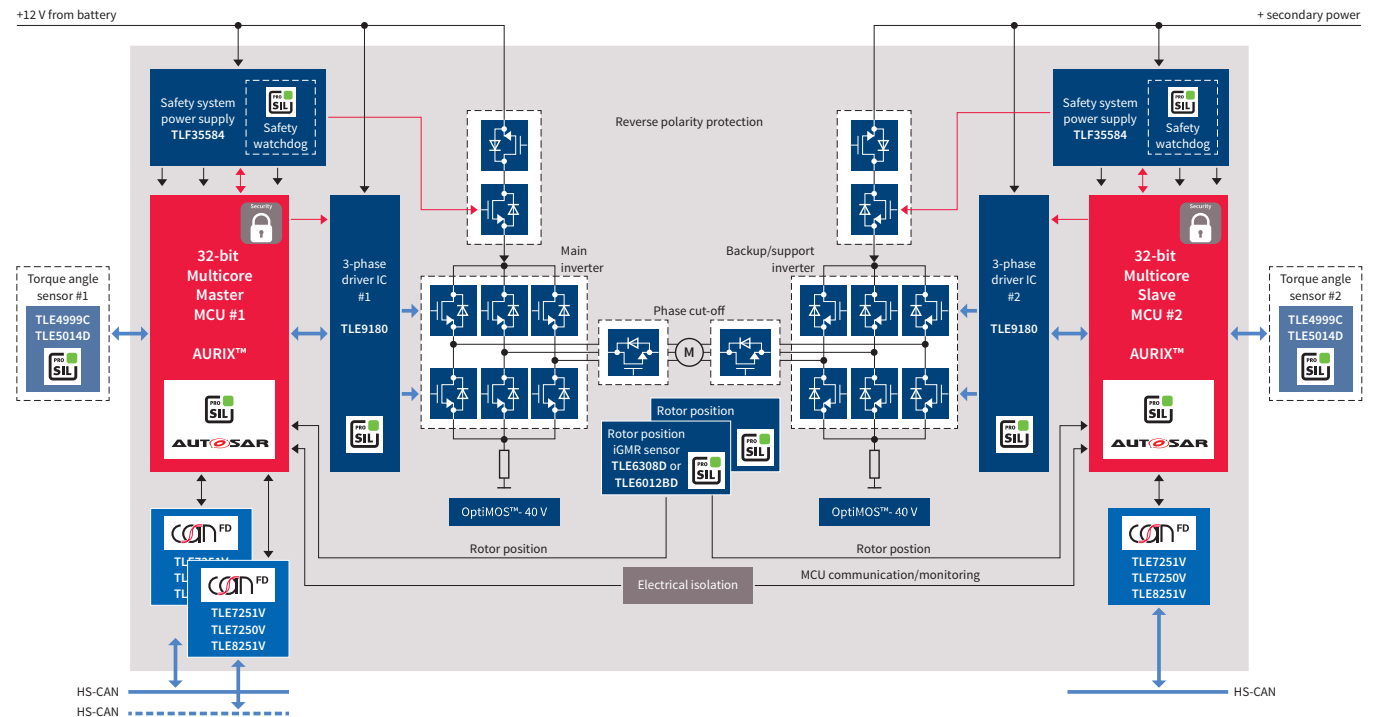 +12 V from battery
+ secondary power
Safety system
power supply
TLF35584
PRO
SIL
Safety
watchdog
Reverse polarity protection
Safety system
power supply
TLF35584
PRO
SIL
Safety
watchdog
Security
32-bit
Multicore
Master
MCU #1
AURIX™
PRO
SIL
AUTOSAR
3-phase
driver IC
#1
TLE9180
PRO
SIL
Main
inverter
Backup/support
inverter
3-phase
driver IC
#2
TLE9180
PRO
SIL
Security
32-bit
Multicore
Slave
MCU #2
AURIX™
PRO
SIL
AUTOSAR
Torque angle
sensor #1
TLE4999C
TLE5014D
PRO
SIL
Torque angle
sensor #2
TLE4999C
TLE5014D
PRO
SIL
Phase cut-off
M
Rotor position
PRO
SIL
Rotor position
iGMR sensor
TLE6308D or
TLE6012BD
PRO
SIL
OptiMOS™- 40 V
OptiMOS™- 40 V
CAN FD
TLE7251V
TL
TL
CAN FD
TLE7251V
TLE7250V
TLE8251V
Rotor position
Rotor postion
Electrical isolation
MCU communication/monitoring
CAN FD
TLE7251V
TLE7250V
TLE8251V
HS-CAN
HS-CAN
HS-CAN